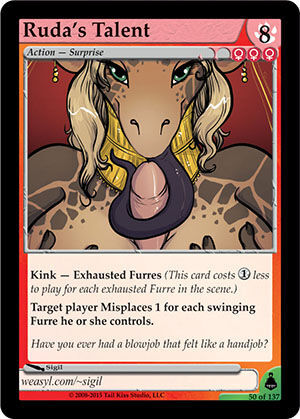 Ruda's Talent 8
Action — Surprise
Kink — Exhausted Furres (This card costs 1 less
to play for each exhausted Furre in the scene.)
Target player Misplaces 1 for each swinging
Furre he or she controls.
Have you ever had a blowjob that felt like a handjob?
Sigil
weasyl.com/~sigil
© 2008-2015 Tail Kiss Studio, LLC
50 of 137